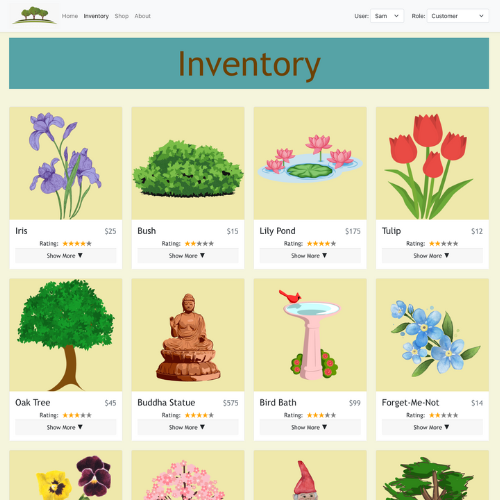 Home Inventory Shop About User: Sam Role: Customer
Inventory
Iris $25 Bush $15 Lily Pond $175 Tulip $12
Rating: Rating: Rating: Rating:
Show More ▼ Show More ▼ Show More ▼ Show More ▼
Oak Tree $45 Buddha Statue $575 Bird Bath $99 Forget-Me-Not $14
Rating: Rating: Rating: Rating:
Show More ▼ Show More ▼ Show More ▼ Show More ▼